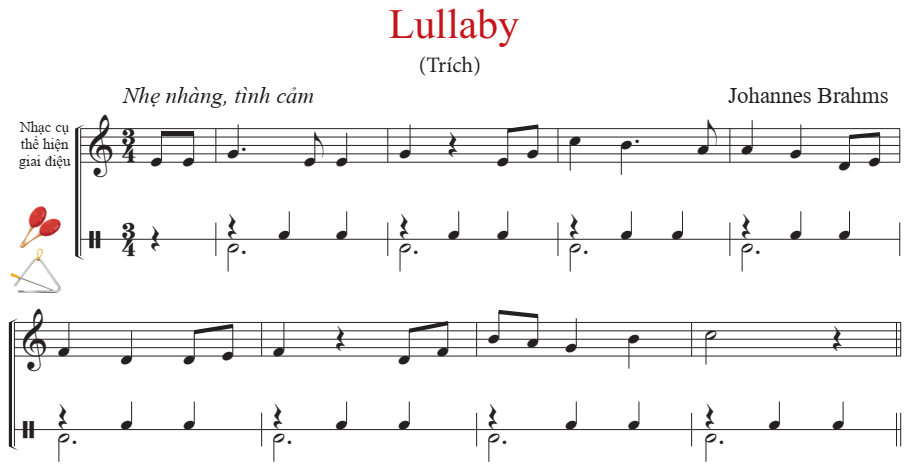 Lullaby
(Trích)
Nhẹ nhàng, tình cảm
Johannes Brahms
Nhạc cụ
thể hiện
giai điệu
3
4
3
4